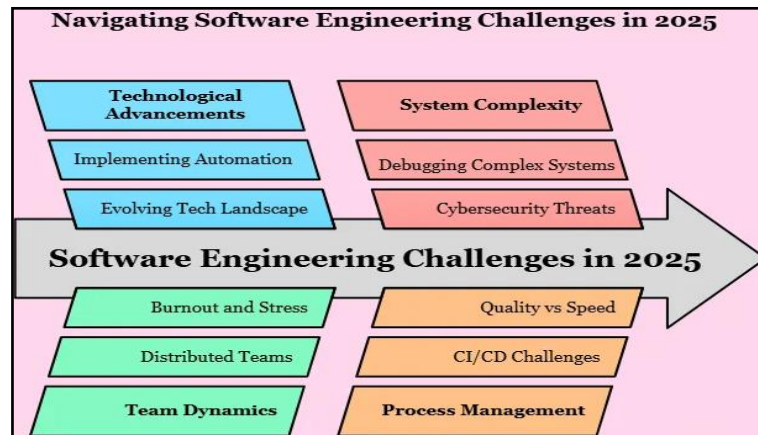 Navigating Software Engineering Challenges in 2025
Technological
Advancements
System Complexity
Implementing Automation
Debugging Complex Systems
Evolving Tech Landscape
Cybersecurity Threats
Software Engineering Challenges in 2025
Burnout and Stress
Quality vs Speed
Distributed Teams
CI/CD Challenges
Team Dynamics
Process Management